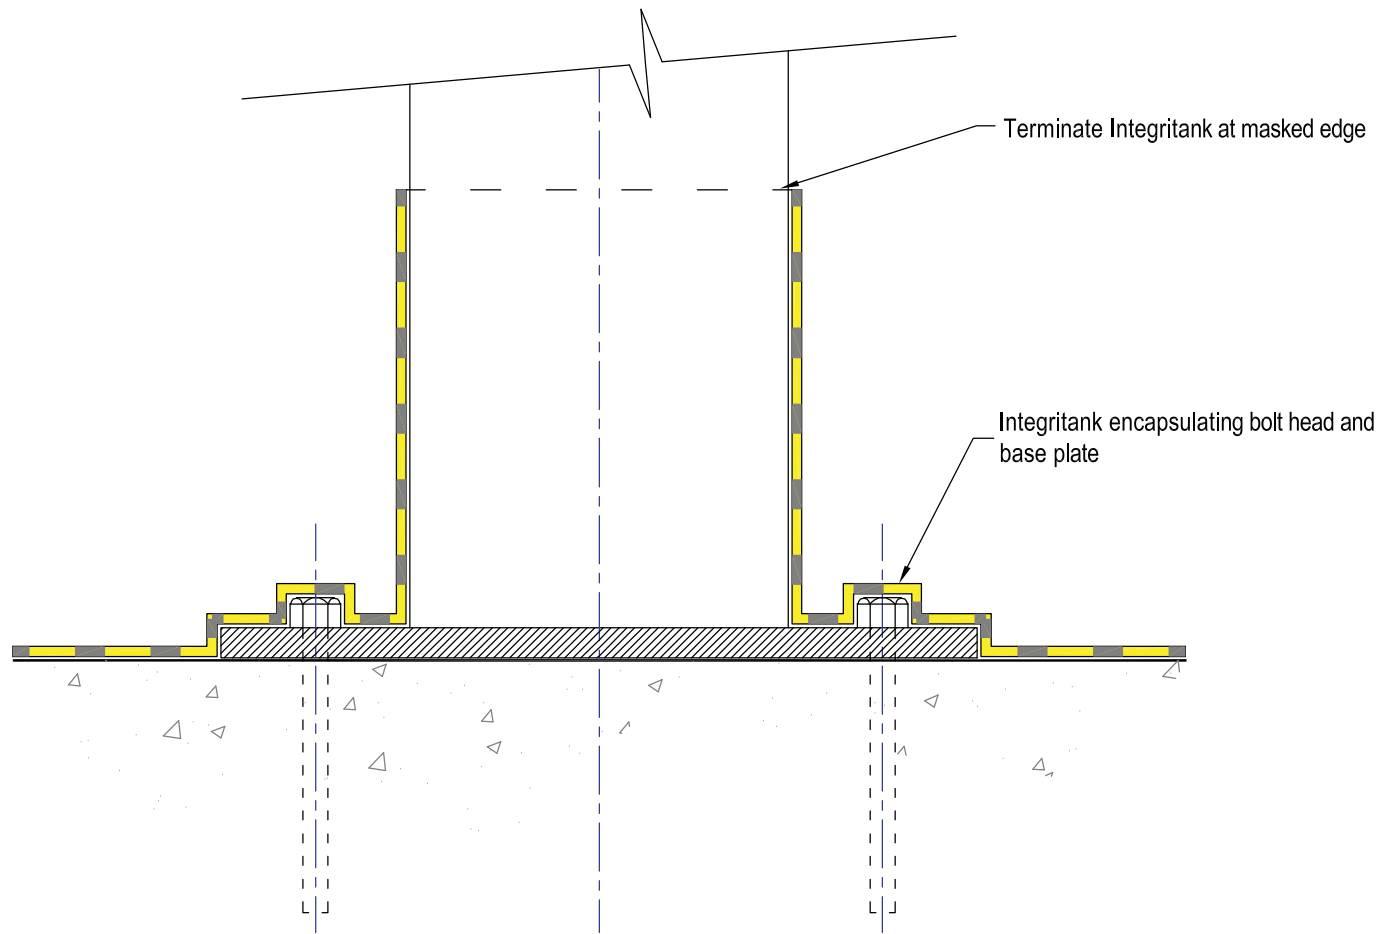 Terminate Integritank at masked edge
Integritank encapsulating bolt head and
base plate